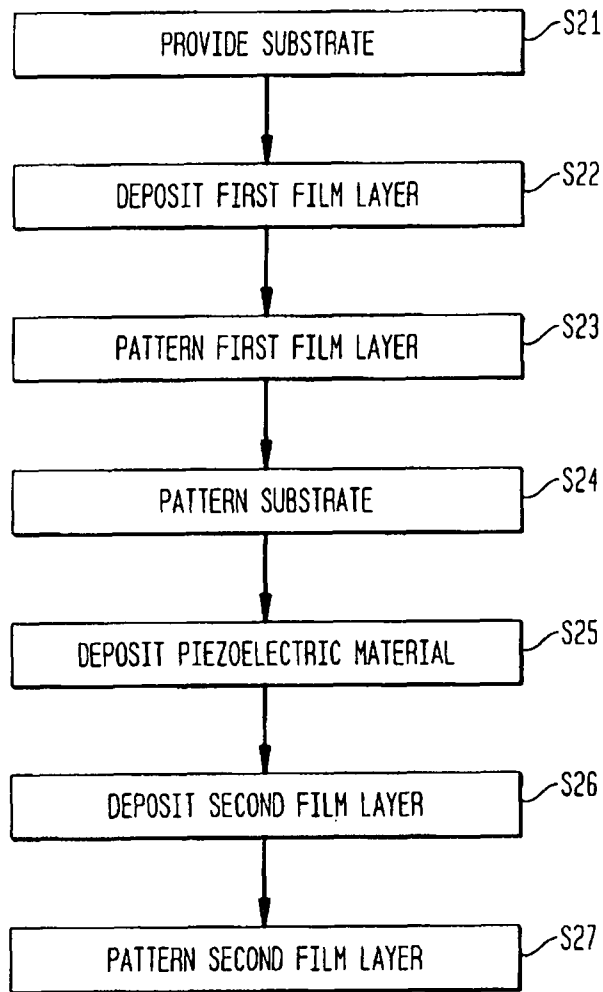 PROVIDE SUBSTRATE
S21
DEPOSIT FIRST FILM LAYER
S22
PATTERN FIRST FILM LAYER
S23
PATTERN SUBSTRATE
S24
DEPOSIT PIEZOELECTRIC MATERIAL
S25
DEPOSIT SECOND FILM LAYER
S26
PATTERN SECOND FILM LAYER
S27